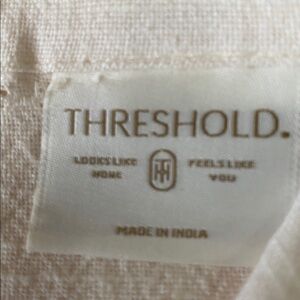 THRESHOLD.
LOOKS LIKE HOME
FEELS LIKE YOU
MADE IN INDIA